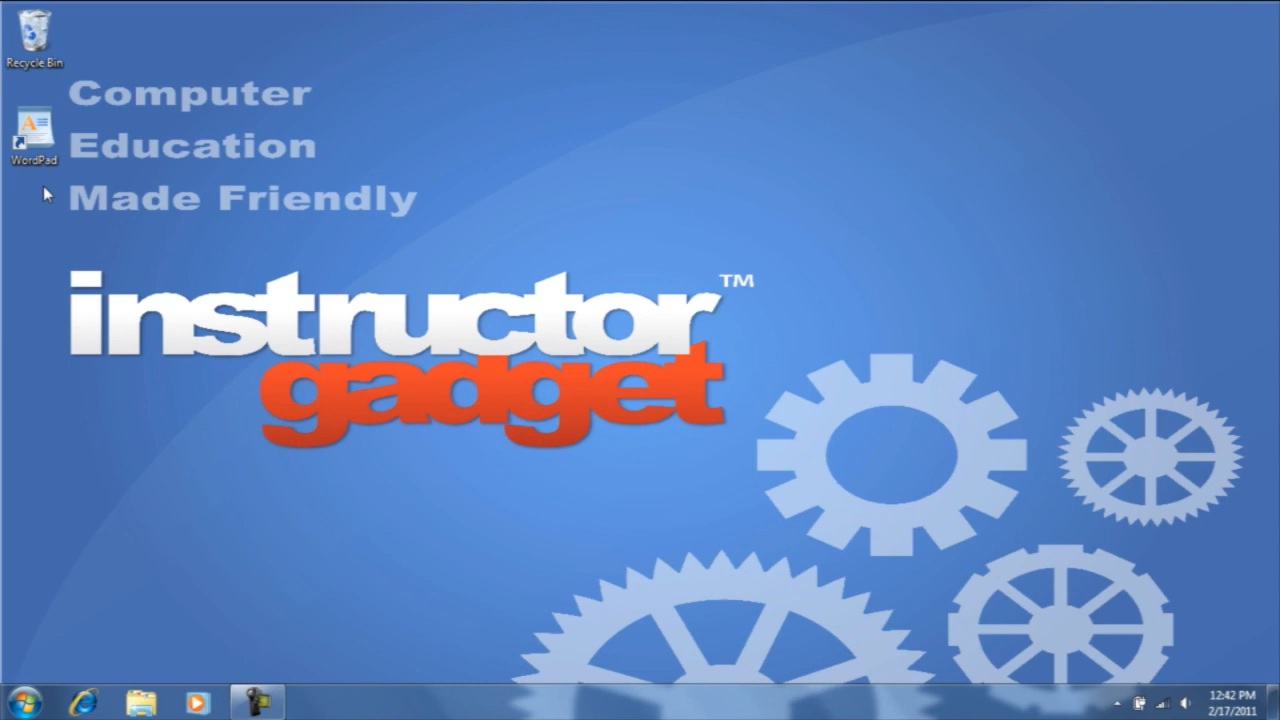 Recycle Bin
Computer
Education
WordPad
Made Friendly
instructor™
gadget
12:42 PM
2/17/2011